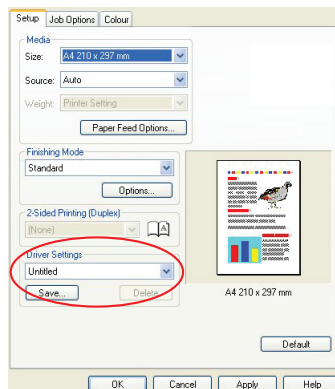 Setup Job Options Colour
Media
Size: A4 210 x 297 mm
Source: Auto
Weight: Printer Setting
Paper Feed Options...
Finishing Mode
Standard
Options...
2-Sided Printing (Duplex)
(None)
A
Driver Settings
Untitled
Save... Delete
A4 210 x 297 mm
Default
OK Cancel Apply Help